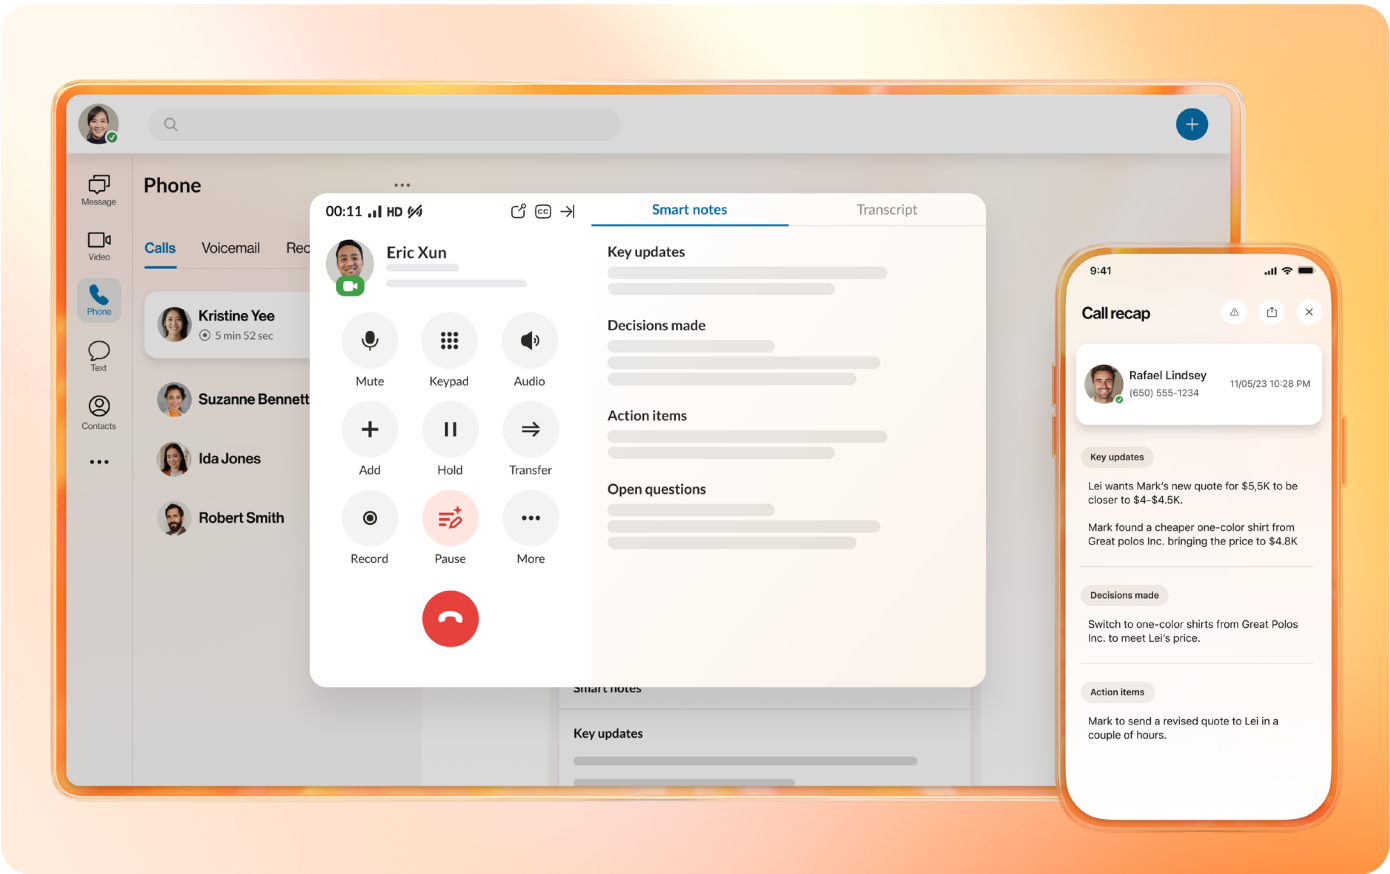 Message
Video
Phone
Text
Contacts
Phone
Calls
Voicemail
Rec
Kristine Yee
5 min 52 sec
Suzanne Bennett
Ida Jones
Robert Smith
00:11 HD
CC
Eric Xun
Mute
Keypad
Audio
Add
Hold
Transfer
Record
Pause
More
Smart notes
Transcript
Key updates
Decisions made
Action items
Open questions
Smart notes
Key updates
9:41
Call recap
Rafael Lindsey
(650) 555-1234
11/05/23 10:28 PM
Key updates
Lei wants Mark's new quote for $5,5K to be
closer to $4-$4.5K.
Mark found a cheaper one-color shirt from
Great polos Inc. bringing the price to $4.8K
Decisions made
Switch to one-color shirts from Great Polos
Inc. to meet Lei's price.
Action items
Mark to send a revised quote to Lei in a
couple of hours.